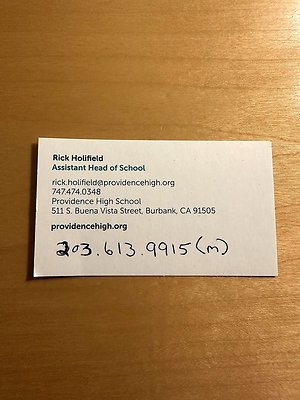 Rick Holifield
Assistant Head of School
rick.holifield@providencehigh.org
747.474.0348
Providence High School
511 S. Buena Vista Street, Burbank, CA 91505
providencehigh.org
203.613.9915(m)